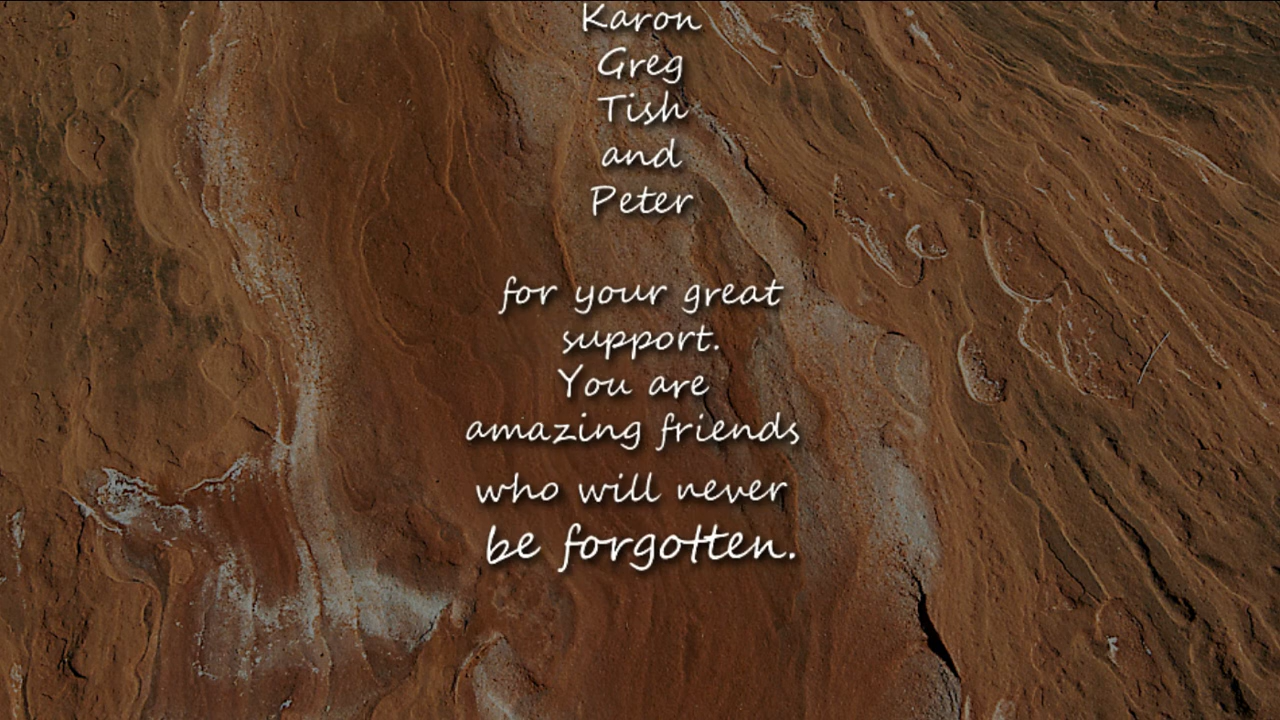 Karon
Greg
Tish
and
Peter
for your great
support.
You are
amazing friends
who will never
be forgotten.